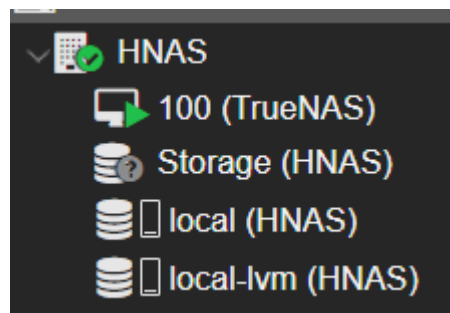 HNAS
100 (TrueNAS)
Storage (HNAS)
local (HNAS)
local-lvm (HNAS)